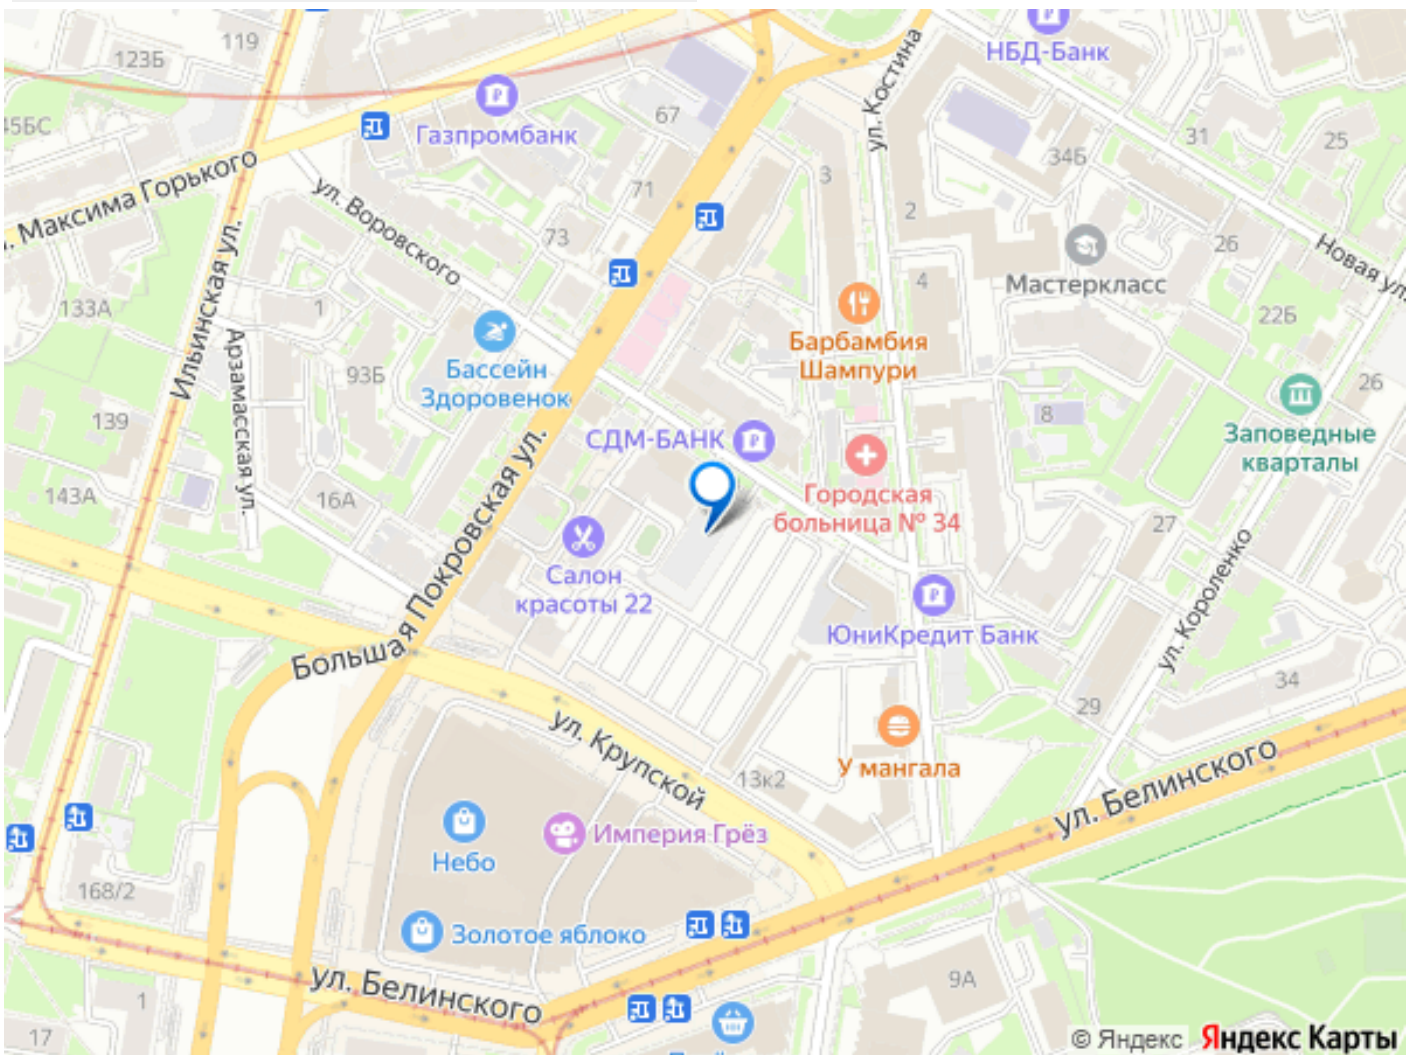 119
123Б
45БС
НБД-Банк
ул. Костина
Газпромбанк
67
31
25
34Б
3
71
2
73
26
. Максима Горького
ул. Воровского
Новая ул.
Мастеркласс
4
133А
1
Ильинская ул.
Арзамасская ул.
22Б
Барбамбия
Шампури
Бассейн
Здоровенок
93Б
26
8
139
СДМ-БАНК
Заповедные
кварталы
143А
16А
Городская
больница № 34
27
Салон
красоты 22
ЮниКредит Банк
ул. Короленко
Большая Покровская ул.
34
29
ул. Крупской
У мангала
13к2
ул. Белинского
Небо
Империя Грёз
168/2
Золотое яблоко
ул. Белинского
9А
1
17
© Яндекс Яндекс Карты